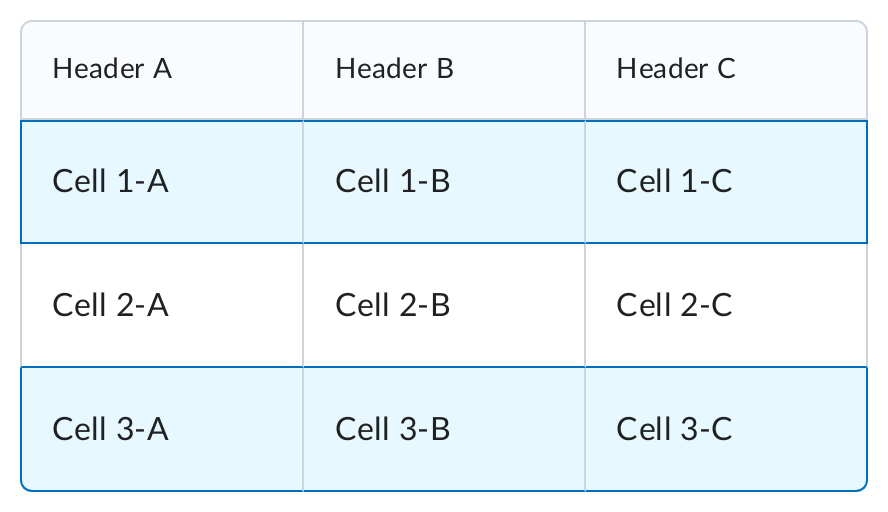 Header A Header B Header C
Cell 1-A Cell 1-B Cell 1-C
Cell 2-A Cell 2-B Cell 2-C
Cell 3-A Cell 3-B Cell 3-C